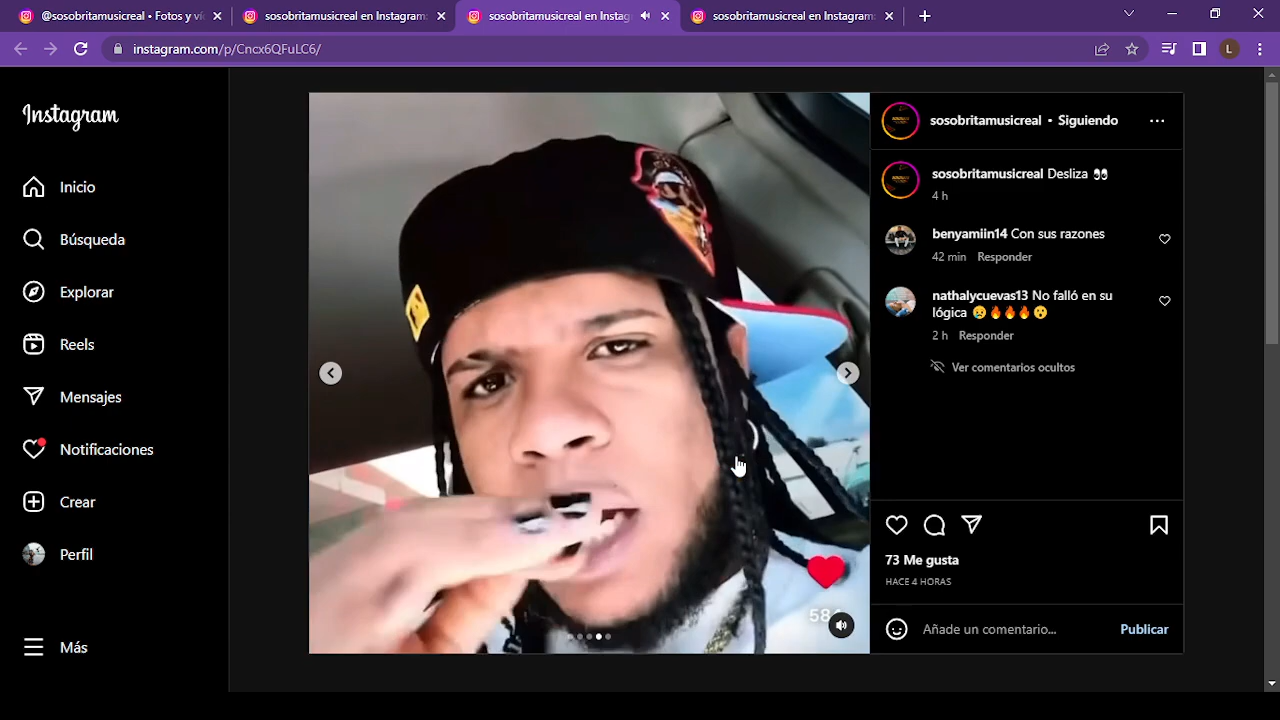 @sosobritamusicreal • Fotos y vi
sosobritamusicreal en Instagram:
sosobritamusicreal en Instag
sosobritamusicreal en Instagram:
instagram.com/p/Cncx6QFuLC6/
L
Instagram
Inicio
Búsqueda
Explorar
Reels
Mensajes
Notificaciones
Crear
Perfil
Más
sosobritamusicreal • Siguiendo
sosobritamusicreal Desliza 👀
4 h
benyamiin14 Con sus razones
42 min Responder
nathalycuevas13 No falló en su
lógica 😢🔥🔥🔥😮
2 h Responder
Ver comentarios ocultos
73 Me gusta
HACE 4 HORAS
Añade un comentario...
Publicar